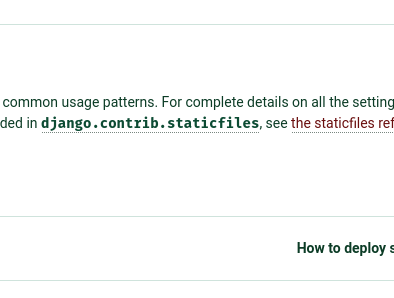 common usage patterns. For complete details on all the setting
ded in django.contrib.staticfiles, see the staticfiles ref
How to deploy s